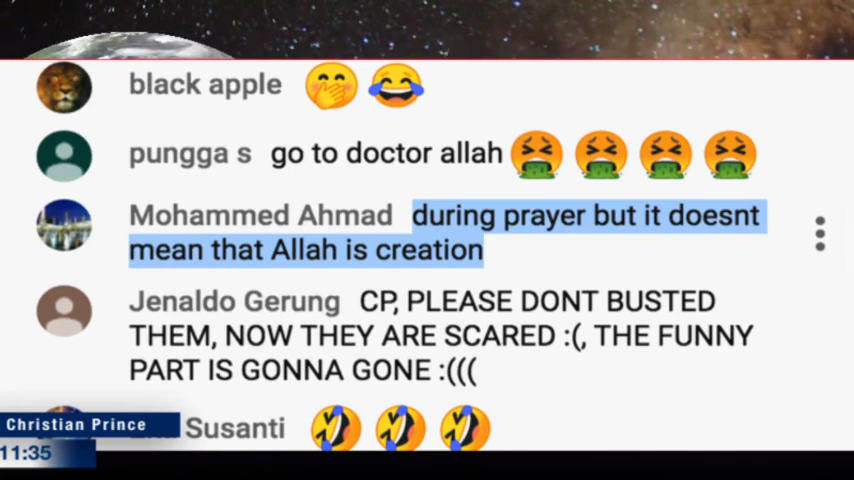 black apple 🤭 😂
pungga s go to doctor allah 🤮 🤮 🤮 🤮
Mohammed Ahmad during prayer but it doesnt
mean that Allah is creation
Jenaldo Gerung CP, PLEASE DONT BUSTED
THEM, NOW THEY ARE SCARED :(, THE FUNNY
PART IS GONNA GONE :(((
Susanti 🤣 🤣 🤣
Christian Prince
11:35